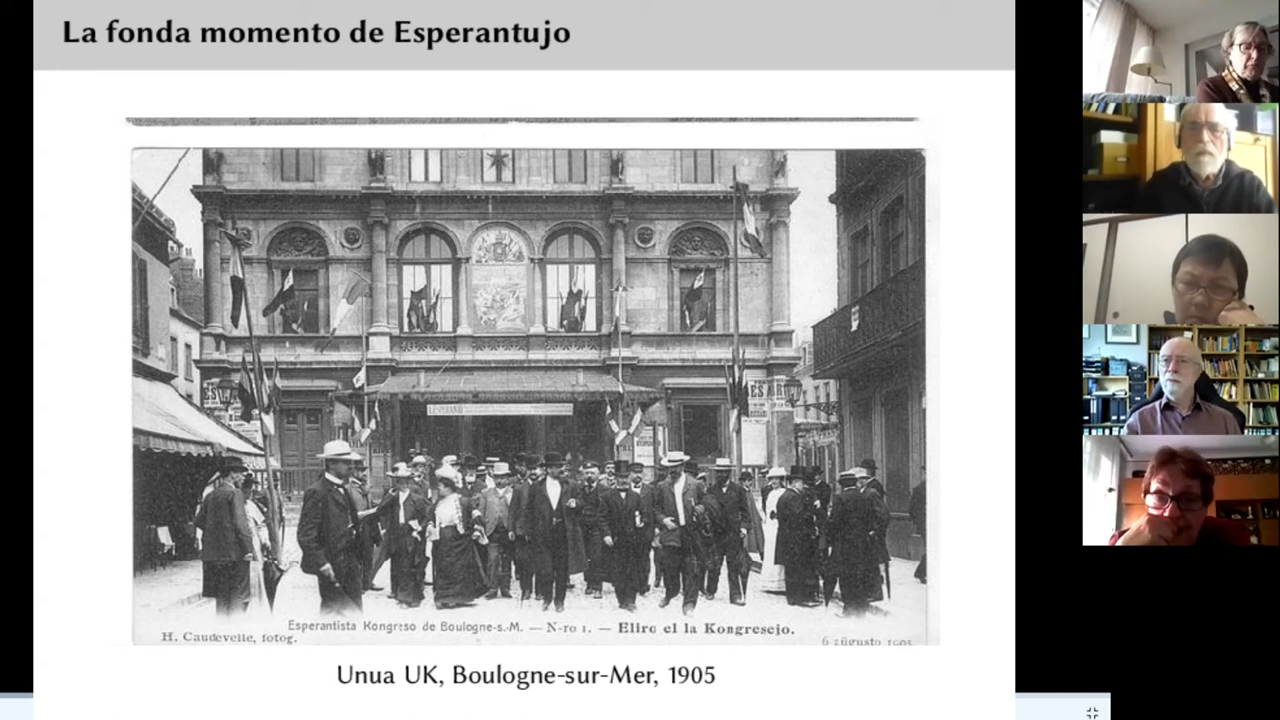 La fonda momento de Esperantujo
Esperantista Kongreso de Boulogne-s.-M. — N-ro 1. — Eliro el la Kongresejo.
H. Caudevelle, fotog.
6 aŭgusto 1905
Unua UK, Boulogne-sur-Mer, 1905